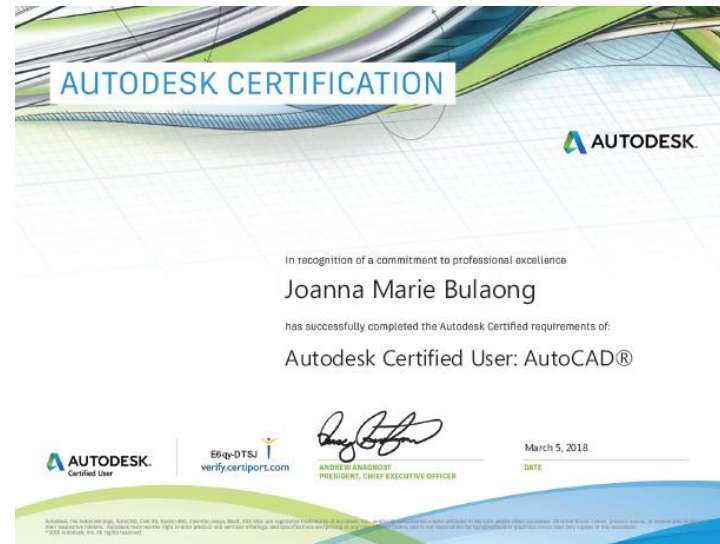 AUTODESK CERTIFICATION
AUTODESK.
In recognition of a commitment to professional excellence
Joanna Marie Bulaong
has successfully completed the Autodesk Certified requirements of:
Autodesk Certified User: AutoCAD®
AUTODESK.
Certified User
E6qy-DTSJ
verify.certiport.com
ANDREW ANAGNOST
PRESIDENT, CHIEF EXECUTIVE OFFICER
March 5, 2018
DATE